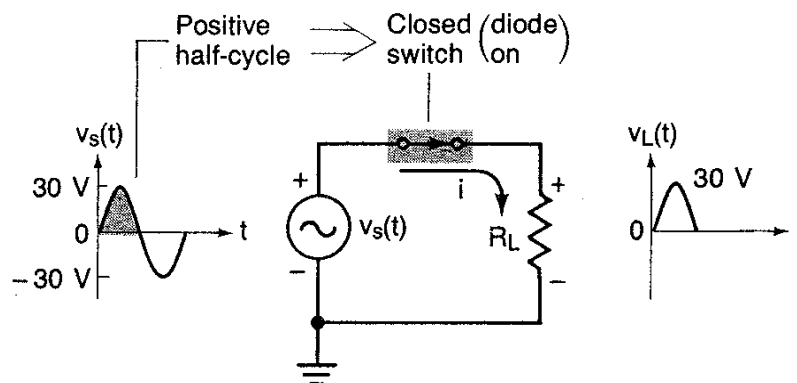 Positive
half-cycle
Closed (diode)
switch (on)
vs(t)
30 V
0
− 30 V
t
+
−
vs(t)
i
RL
+
−
vL(t)
30 V
0